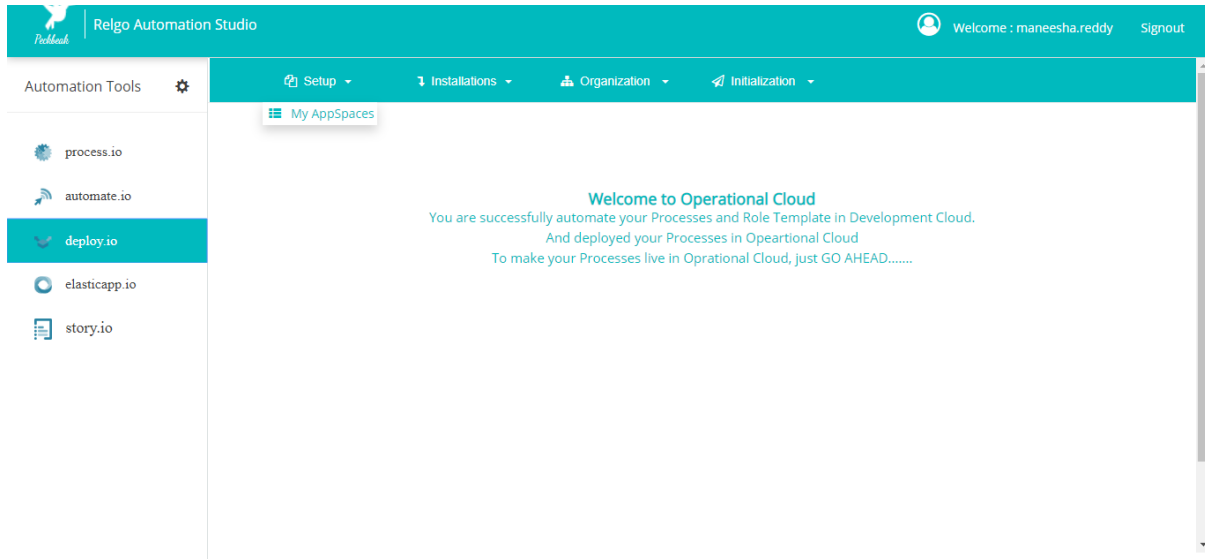 Peckbeak
Relgo Automation Studio
Welcome : maneesha.reddy
Signout
Automation Tools
Setup
Installations
Organization
Initialization
My AppSpaces
process.io
automate.io
deploy.io
elasticapp.io
story.io
Welcome to Operational Cloud
You are successfully automate your Processes and Role Template in Development Cloud.
And deployed your Processes in Opeartional Cloud
To make your Processes live in Oprational Cloud, just GO AHEAD.......